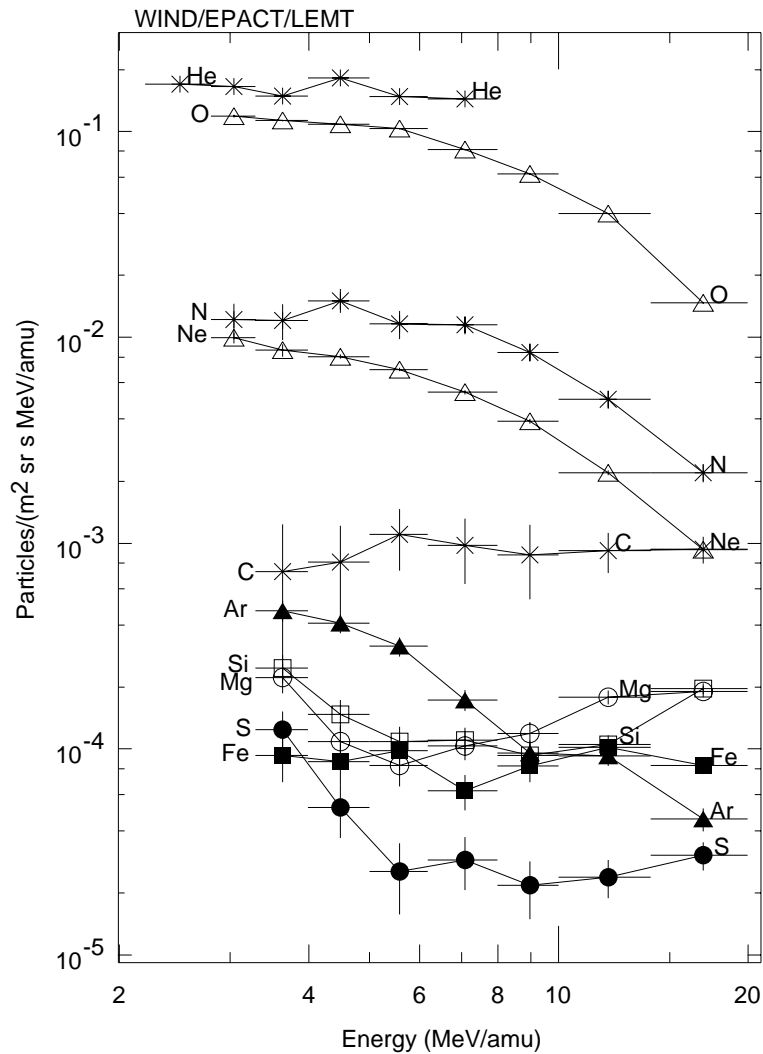 WIND/EPACT/LEMT
He
He
O
10-1
O
N
10-2
Ne
N
10-3
Ne
C
C
Ar
Si
Mg
Mg
S
Si
10-4
Fe
Fe
Ar
S
10-5
2
4
6
8
10
20
Particles/(m2 sr s MeV/amu)
Energy (MeV/amu)